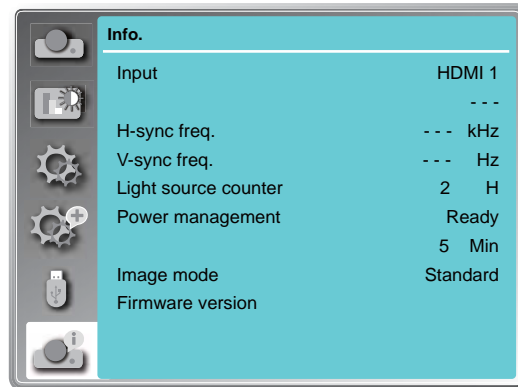 Info.
Input HDMI 1
- - -
H-sync freq. - - - kHz
V-sync freq. - - - Hz
Light source counter 2 H
Power management Ready
5 Min
Image mode Standard
Firmware version